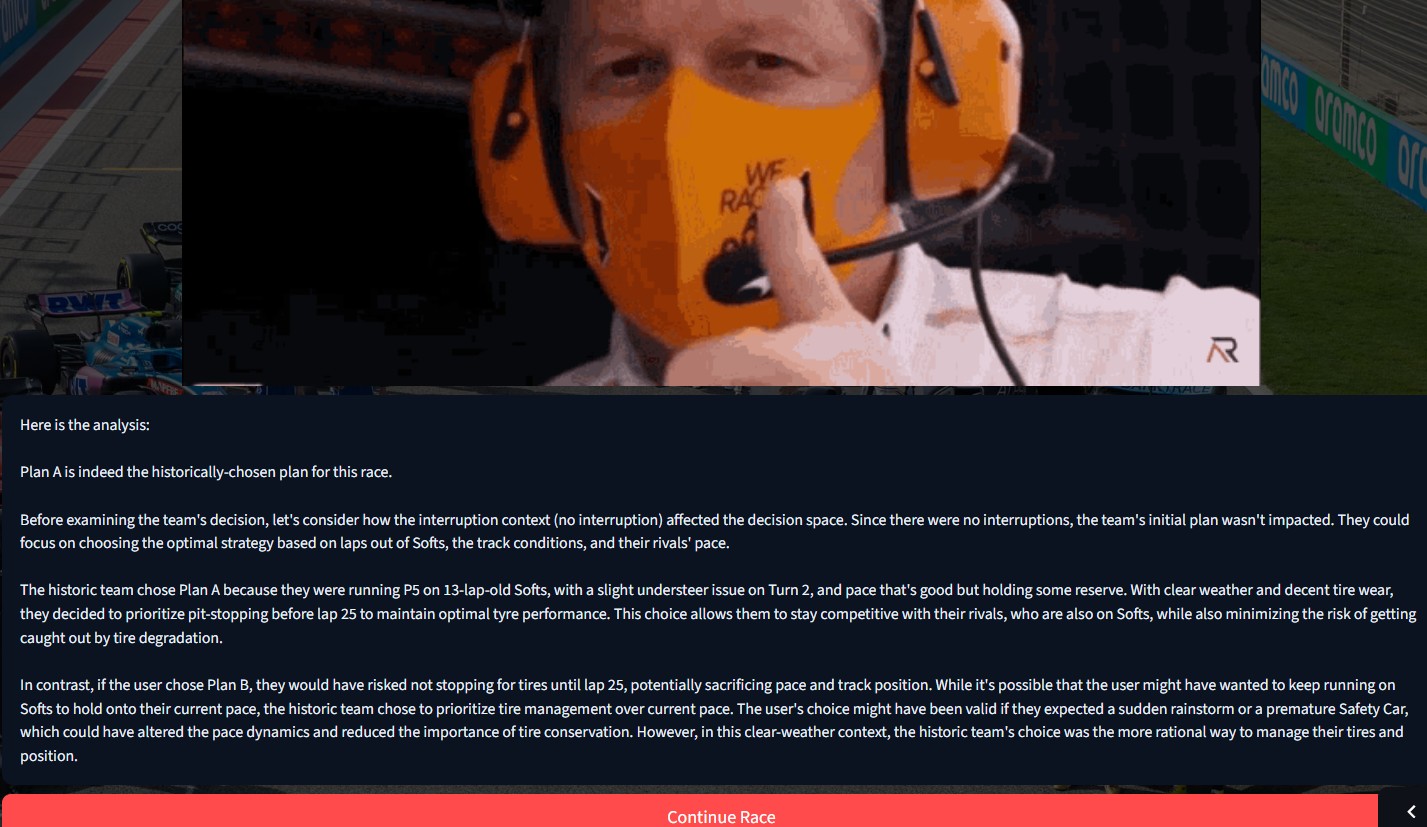 aramco
WE
RAC
A
AR
RWT
Here is the analysis:
Plan A is indeed the historically-chosen plan for this race.
Before examining the team's decision, let's consider how the interruption context (no interruption) affected the decision space. Since there were no interruptions, the team's initial plan wasn't impacted. They could
focus on choosing the optimal strategy based on laps out of Softs, the track conditions, and their rivals' pace.
The historic team chose Plan A because they were running P5 on 13-lap-old Softs, with a slight understeer issue on Turn 2, and pace that's good but holding some reserve. With clear weather and decent tire wear,
they decided to prioritize pit-stopping before lap 25 to maintain optimal tyre performance. This choice allows them to stay competitive with their rivals, who are also on Softs, while also minimizing the risk of getting
caught out by tire degradation.
In contrast, if the user chose Plan B, they would have risked not stopping for tires until lap 25, potentially sacrificing pace and track position. While it's possible that the user might have wanted to keep running on
Softs to hold onto their current pace, the historic team chose to prioritize tire management over current pace. The user's choice might have been valid if they expected a sudden rainstorm or a premature Safety Car,
which could have altered the pace dynamics and reduced the importance of tire conservation. However, in this clear-weather context, the historic team's choice was the more rational way to manage their tires and
position.
Continue Race